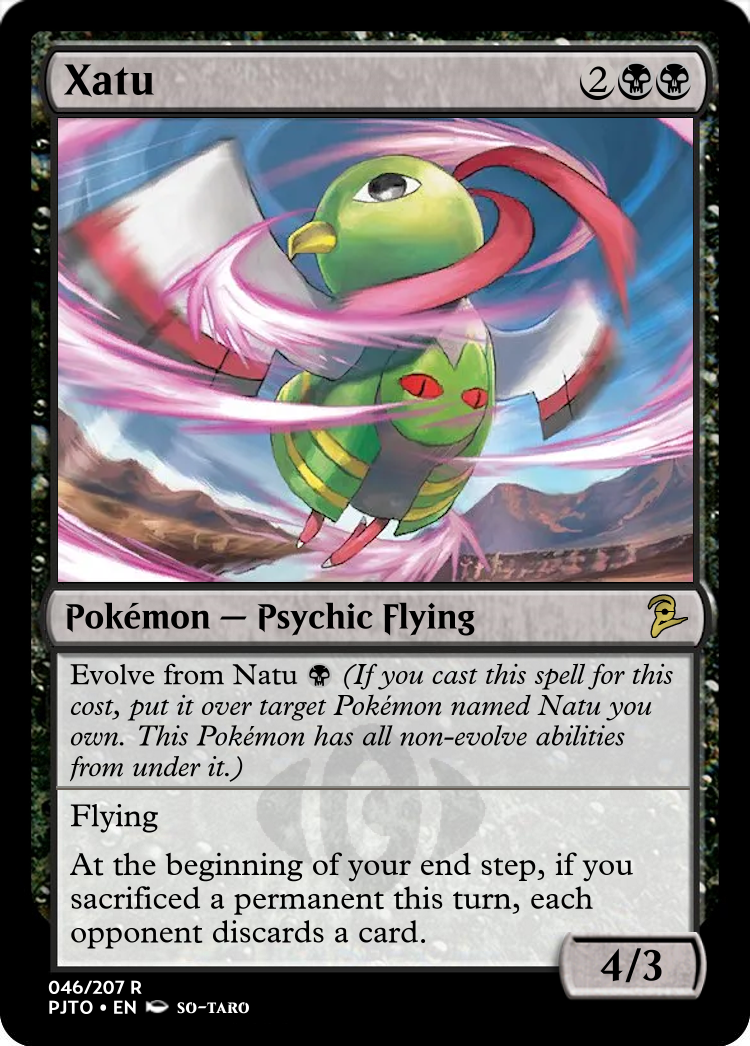 Xatu 2
Pokémon — Psychic Flying
Evolve from Natu (If you cast this spell for this
cost, put it over target Pokémon named Natu you
own. This Pokémon has all non-evolve abilities
from under it.)
Flying
At the beginning of your end step, if you
sacrificed a permanent this turn, each
opponent discards a card.
4/3
046/207 R
PJTO • EN SO-TARO